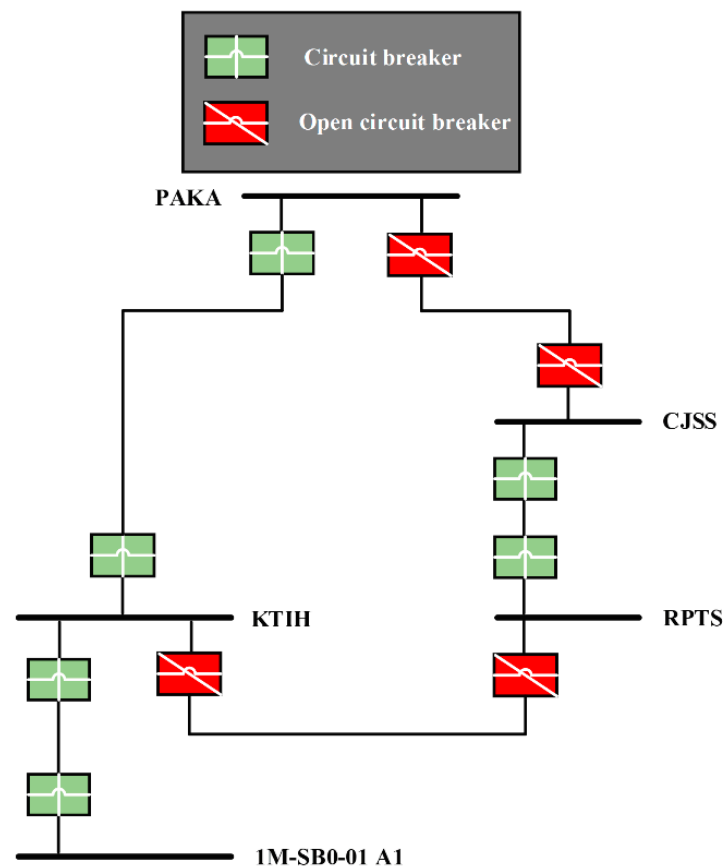 Circuit breaker
Open circuit breaker
PAKA
CJSS
KTIH
RPTS
1M-SB0-01 A1